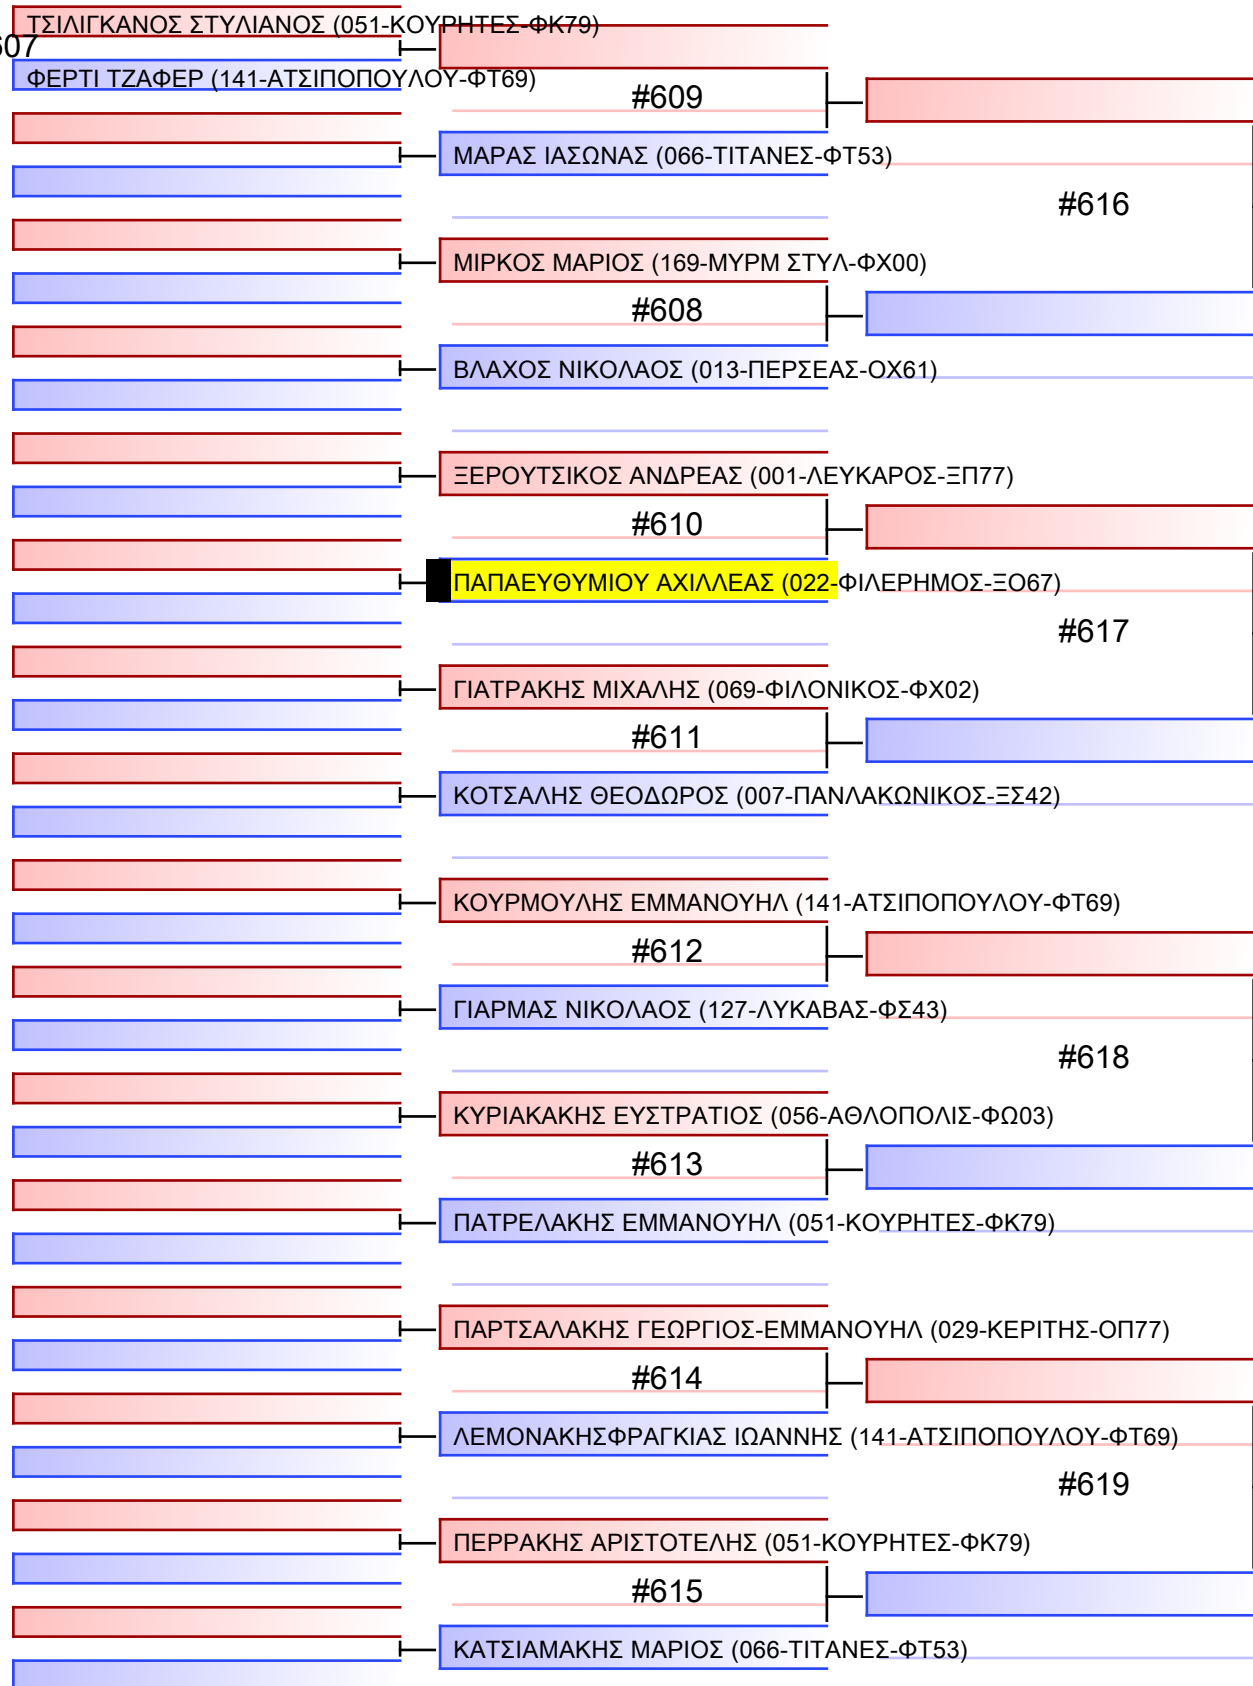 ΤΣΙΛΙΓΚΑΝΟΣ ΣΤΥΛΙΑΝΟΣ (051-ΚΟΥΡΗΤΕΣ-ΦΚ79)
607
ΦΕΡΤΙ ΤΖΑΦΕΡ (141-ΑΤΣΙΠΟΠΟΥΛΟΥ-ΦΤ69)
#609
ΜΑΡΑΣ ΙΑΣΩΝΑΣ (066-ΤΙΤΑΝΕΣ-ΦΤ53)
#616
ΜΙΡΚΟΣ ΜΑΡΙΟΣ (169-ΜΥΡΜ ΣΤΥΛ-ΦΧ00)
#608
ΒΛΑΧΟΣ ΝΙΚΟΛΑΟΣ (013-ΠΕΡΣΕΑΣ-ΟΧ61)
ΞΕΡΟΥΤΣΙΚΟΣ ΑΝΔΡΕΑΣ (001-ΛΕΥΚΑΡΟΣ-ΞΠ77)
#610
ΠΑΠΑΕΥΘΥΜΙΟΥ ΑΧΙΛΛΕΑΣ (022-ΦΙΛΕΡΗΜΟΣ-ΞΟ67)
#617
ΓΙΑΤΡΑΚΗΣ ΜΙΧΑΛΗΣ (069-ΦΙΛΟΝΙΚΟΣ-ΦΧ02)
#611
ΚΟΤΣΑΛΗΣ ΘΕΟΔΩΡΟΣ (007-ΠΑΝΛΑΚΩΝΙΚΟΣ-ΞΣ42)
ΚΟΥΡΜΟΥΛΗΣ ΕΜΜΑΝΟΥΗΛ (141-ΑΤΣΙΠΟΠΟΥΛΟΥ-ΦΤ69)
#612
ΓΙΑΡΜΑΣ ΝΙΚΟΛΑΟΣ (127-ΛΥΚΑΒΑΣ-ΦΣ43)
#618
ΚΥΡΙΑΚΑΚΗΣ ΕΥΣΤΡΑΤΙΟΣ (056-ΑΘΛΟΠΟΛΙΣ-ΦΩ03)
#613
ΠΑΤΡΕΛΑΚΗΣ ΕΜΜΑΝΟΥΗΛ (051-ΚΟΥΡΗΤΕΣ-ΦΚ79)
ΠΑΡΤΣΑΛΑΚΗΣ ΓΕΩΡΓΙΟΣ-ΕΜΜΑΝΟΥΗΛ (029-ΚΕΡΙΤΗΣ-ΟΠ77)
#614
ΛΕΜΟΝΑΚΗΣΦΡΑΓΚΙΑΣ ΙΩΑΝΝΗΣ (141-ΑΤΣΙΠΟΠΟΥΛΟΥ-ΦΤ69)
#619
ΠΕΡΡΑΚΗΣ ΑΡΙΣΤΟΤΕΛΗΣ (051-ΚΟΥΡΗΤΕΣ-ΦΚ79)
#615
ΚΑΤΣΙΑΜΑΚΗΣ ΜΑΡΙΟΣ (066-ΤΙΤΑΝΕΣ-ΦΤ53)